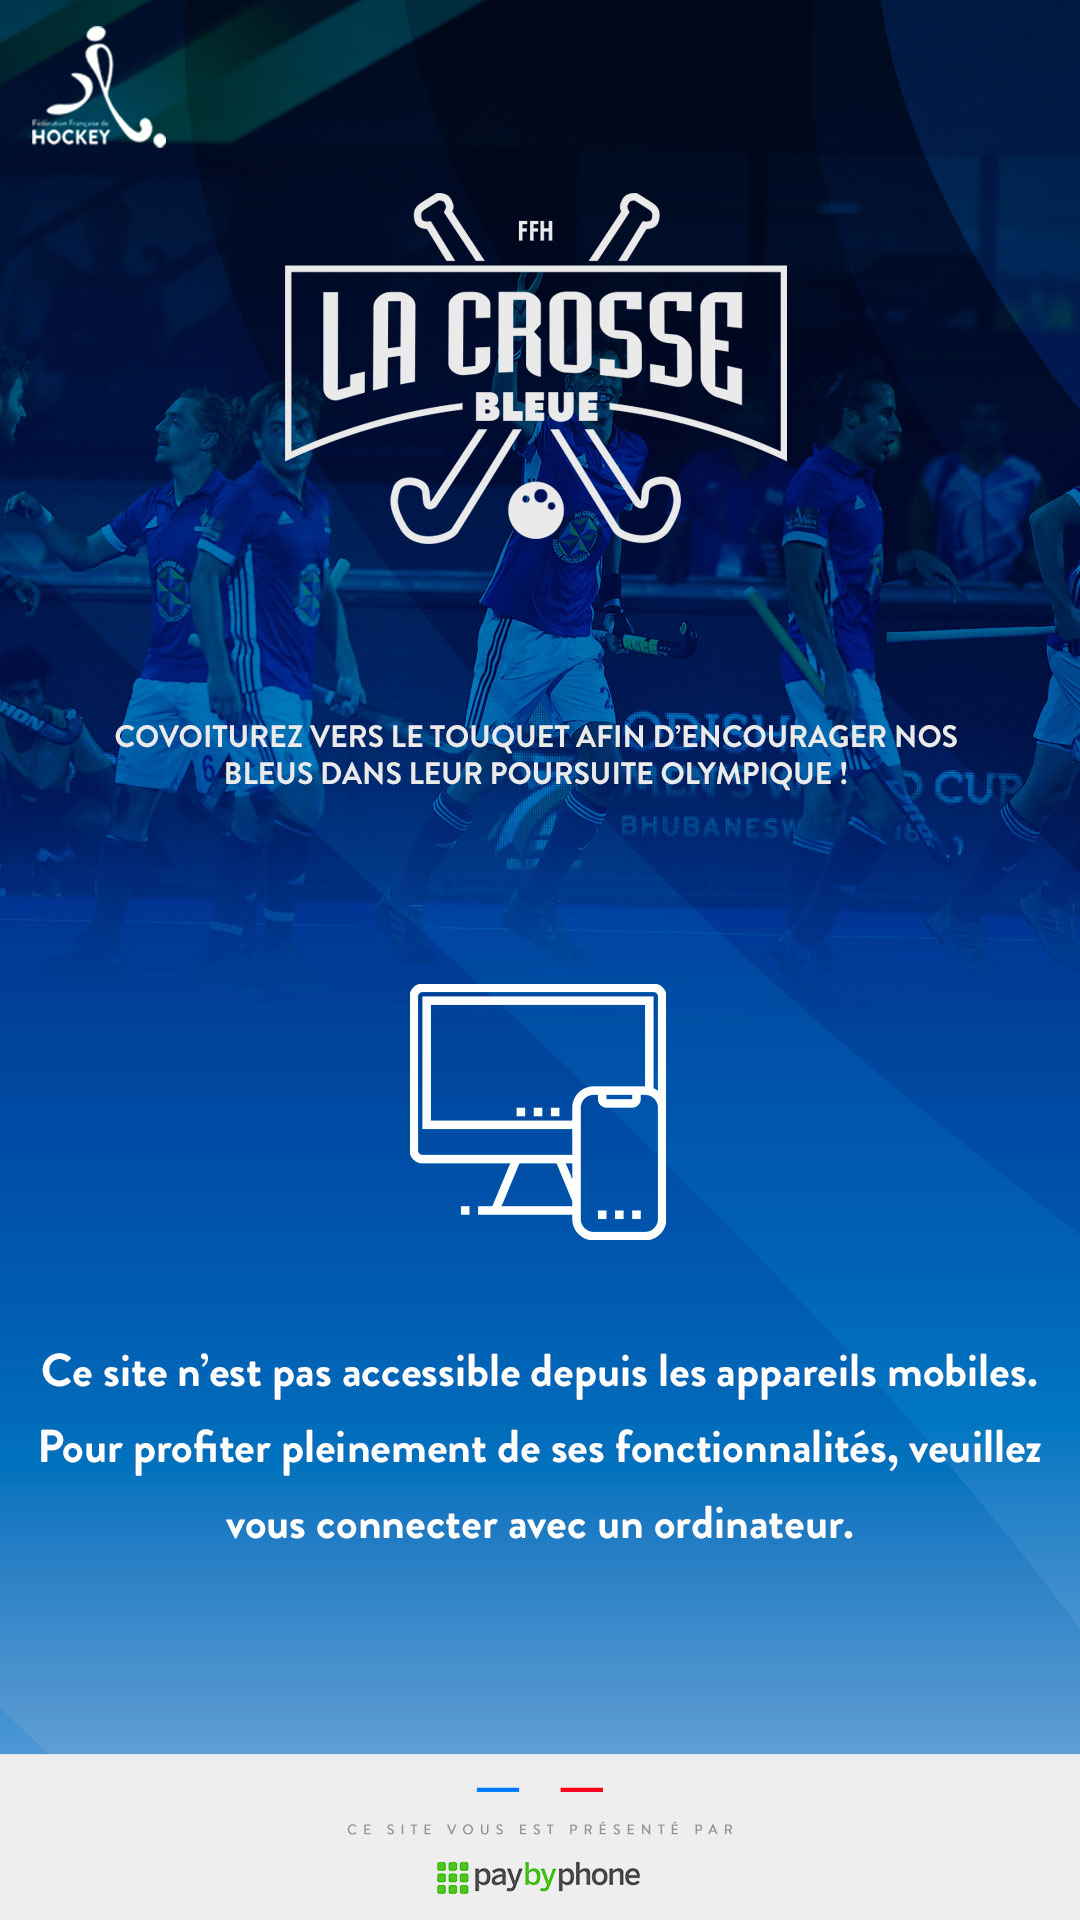 Fédération Française de
HOCKEY
FFH
LA CROSSE
BLEUE
COVOITUREZ VERS LE TOUQUET AFIN D’ENCOURAGER NOS
BLEUS DANS LEUR POURSUITE OLYMPIQUE !
CUP
BHUBANESW
Ce site n’est pas accessible depuis les appareils mobiles.
Pour profiter pleinement de ses fonctionnalités, veuillez
vous connecter avec un ordinateur.
CE SITE VOUS EST PRÉSENTÉ PAR
paybyphone